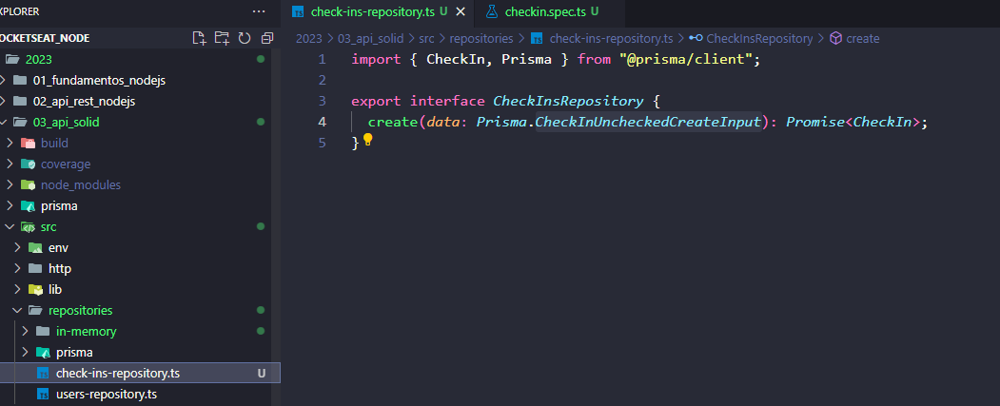 EXPLORER
OCKETSEAT_NODE
2023
01_fundamentos_nodejs
02_api_rest_nodejs
03_api_solid
build
coverage
node_modules
prisma
src
env
http
lib
repositories
in-memory
prisma
check-ins-repository.ts U
users-repository.ts
check-ins-repository.ts U
checkin.spec.ts U
2023 > 03_api_solid > src > repositories > check-ins-repository.ts > CheckInsRepository > create
1 import { CheckIn, Prisma } from "@prisma/client";
2
3 export interface CheckInsRepository {
4 create(data: Prisma.CheckInUncheckedCreateInput): Promise<CheckIn>;
5 }